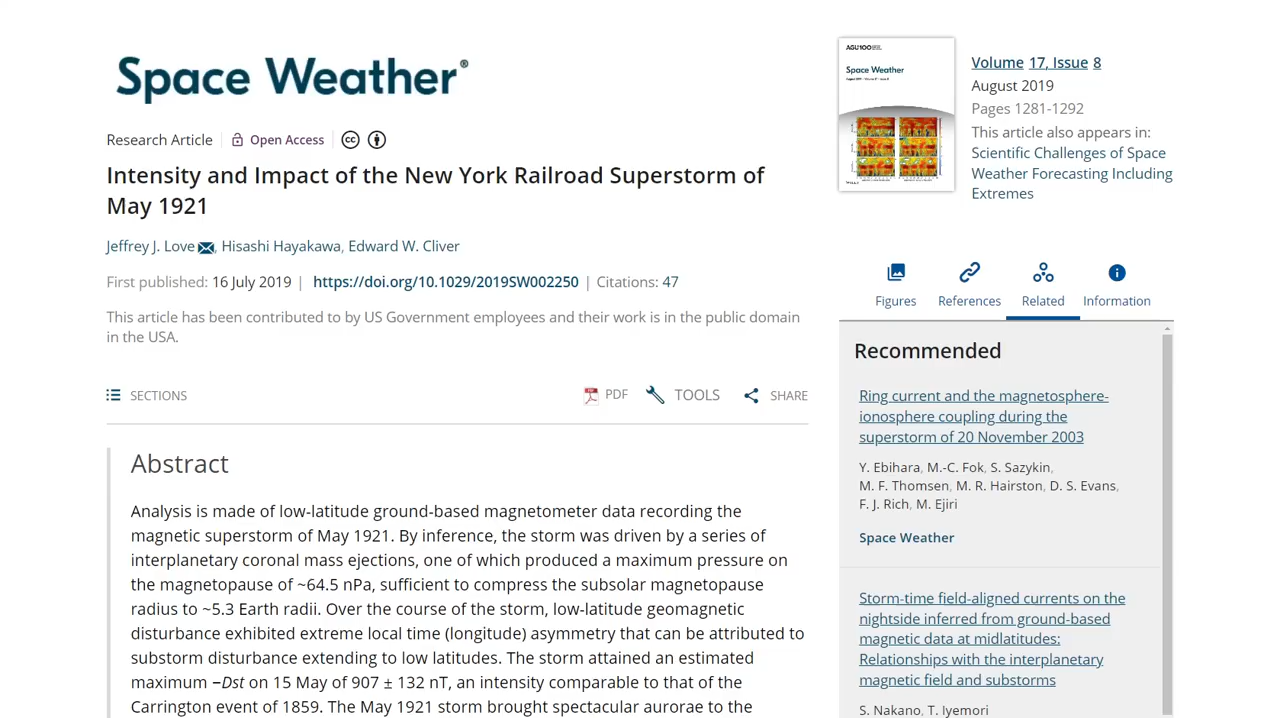 Space Weather®
Research Article
Open Access
Intensity and Impact of the New York Railroad Superstorm of
May 1921
Jeffrey J. Love, Hisashi Hayakawa, Edward W. Cliver
First published: 16 July 2019 | https://doi.org/10.1029/2019SW002250 | Citations: 47
This article has been contributed to by US Government employees and their work is in the public domain
in the USA.
SECTIONS
PDF
TOOLS
SHARE
Abstract
Analysis is made of low-latitude ground-based magnetometer data recording the
magnetic superstorm of May 1921. By inference, the storm was driven by a series of
interplanetary coronal mass ejections, one of which produced a maximum pressure on
the magnetopause of ~64.5 nPa, sufficient to compress the subsolar magnetopause
radius to ~5.3 Earth radii. Over the course of the storm, low-latitude geomagnetic
disturbance exhibited extreme local time (longitude) asymmetry that can be attributed to
substorm disturbance extending to low latitudes. The storm attained an estimated
maximum −Dst on 15 May of 907 ± 132 nT, an intensity comparable to that of the
Carrington event of 1859. The May 1921 storm brought spectacular aurorae to the
AGU100
Space Weather
Volume 17, Issue 8
August 2019
Pages 1281-1292
This article also appears in:
Scientific Challenges of Space
Weather Forecasting Including
Extremes
Figures
References
Related
Information
Recommended
Ring current and the magnetosphere-
ionosphere coupling during the
superstorm of 20 November 2003
Y. Ebihara, M.-C. Fok, S. Sazykin,
M. F. Thomsen, M. R. Hairston, D. S. Evans,
F. J. Rich, M. Ejiri
Space Weather
Storm-time field-aligned currents on the
nightside inferred from ground-based
magnetic data at midlatitudes:
Relationships with the interplanetary
magnetic field and substorms
S. Nakano, T. Iyemori